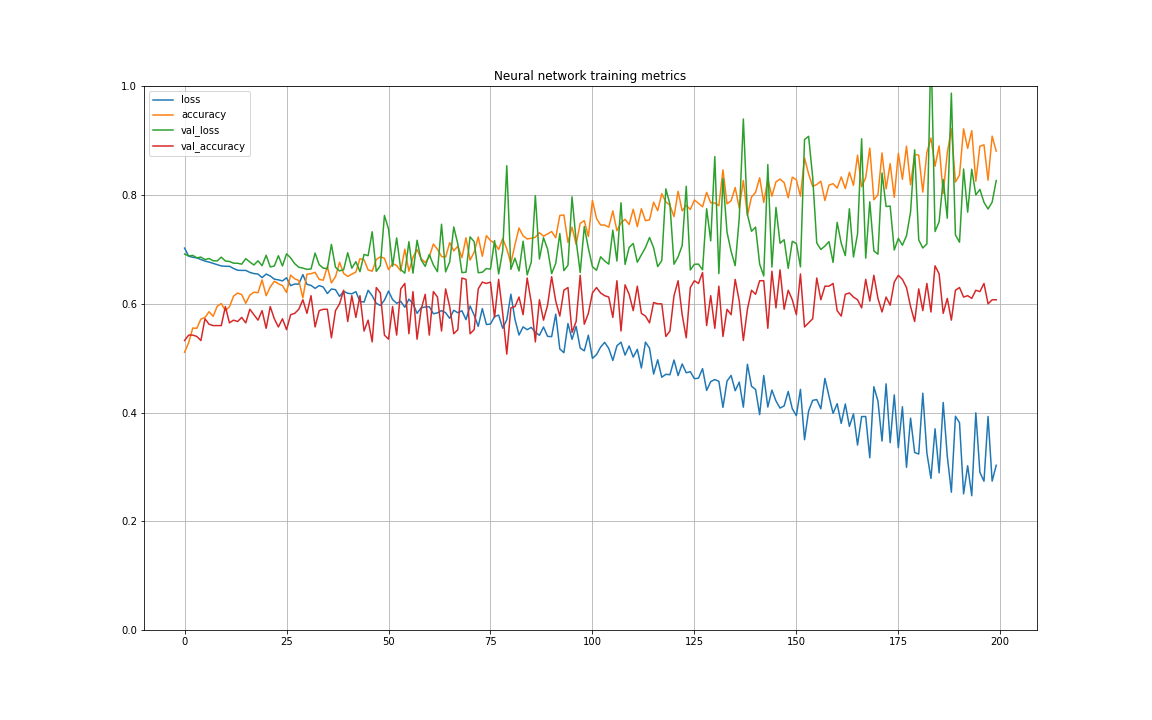 Neural network training metrics
1.0
loss
accuracy
val_loss
val_accuracy
0.8
0.6
0.4
0.2
0.0
0 25 50 75 100 125 150 175 200